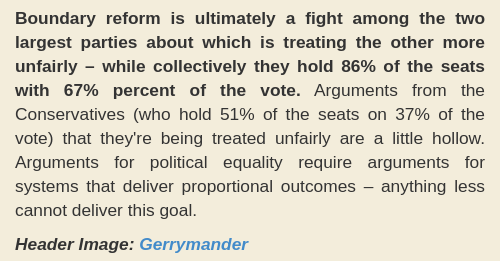 Boundary reform is ultimately a fight among the two
largest parties about which is treating the other more
unfairly – while collectively they hold 86% of the seats
with 67% percent of the vote. Arguments from the
Conservatives (who hold 51% of the seats on 37% of the
vote) that they're being treated unfairly are a little hollow.
Arguments for political equality require arguments for
systems that deliver proportional outcomes – anything less
cannot deliver this goal.
Header Image: Gerrymander